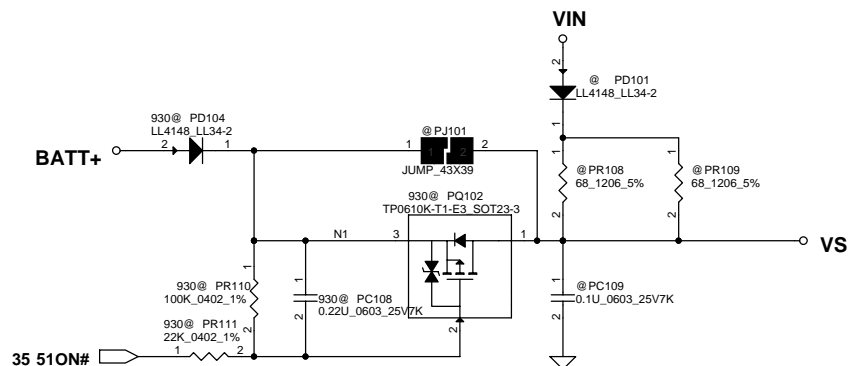 VIN
2
@ PD101
LL4148_LL34-2
1
930@ PD104
LL4148_LL34-2
BATT+
2
1
@PJ101
1
1
2
2
JUMP_43X39
1
@PR108
68_1206_5%
2
1
@PR109
68_1206_5%
2
930@ PQ102
TP0610K-T1-E3_SOT23-3
N1
3
1
2
VS
1
930@ PR110
100K_0402_1%
2
1
930@ PC108
0.22U_0603_25V7K
2
1
@PC109
0.1U_0603_25V7K
2
930@ PR111
22K_0402_1%
35 51ON#
1
2